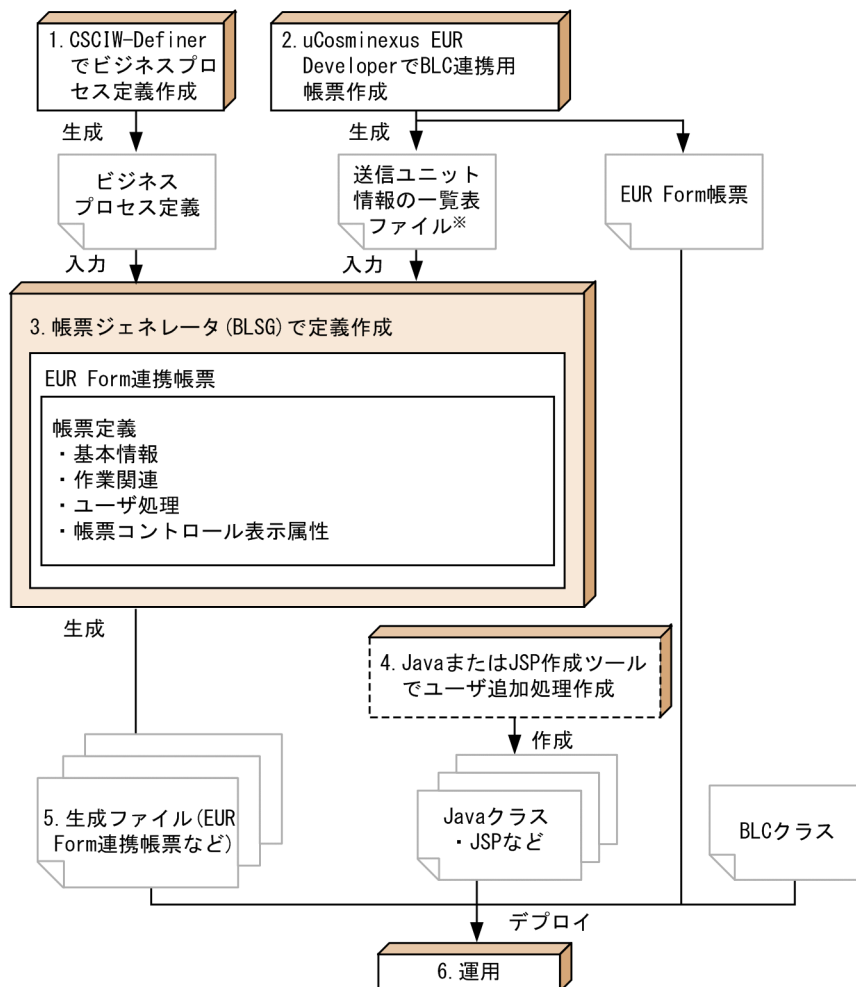 1. CSCIW-Definer
でビジネスプロ
セス定義作成
2. uCosminexus EUR
DeveloperでBLC連携用
帳票作成
生成
生成
ビジネス
プロセス定義
送信ユニット
情報の一覧表
ファイル※
EUR Form帳票
入力
入力
3. 帳票ジェネレータ(BLSG)で定義作成
EUR Form連携帳票
帳票定義
・基本情報
・作業関連
・ユーザ処理
・帳票コントロール表示属性
生成
4. JavaまたはJSP作成ツール
でユーザ追加処理作成
作成
5. 生成ファイル(EUR
Form連携帳票など)
Javaクラス
・JSPなど
BLCクラス
デプロイ
6. 運用